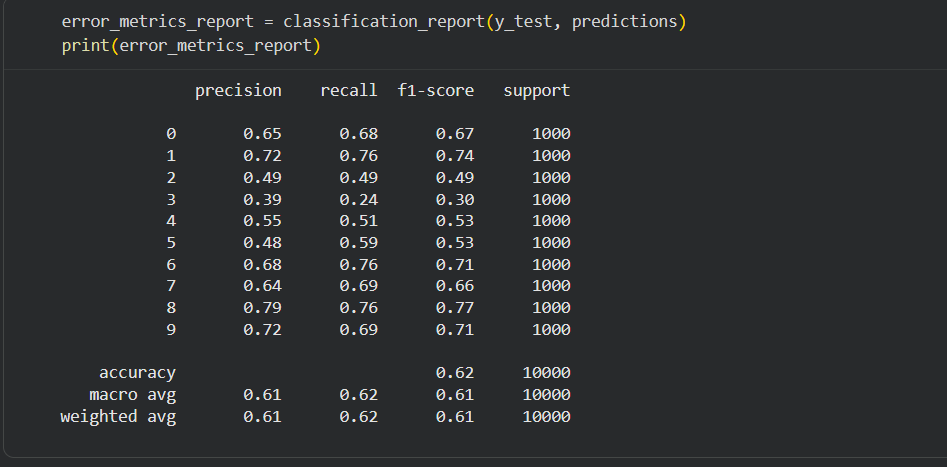 error_metrics_report = classification_report(y_test, predictions)
print(error_metrics_report)
precision recall f1-score support
0 0.65 0.68 0.67 1000
1 0.72 0.76 0.74 1000
2 0.49 0.49 0.49 1000
3 0.39 0.24 0.30 1000
4 0.55 0.51 0.53 1000
5 0.48 0.59 0.53 1000
6 0.68 0.76 0.71 1000
7 0.64 0.69 0.66 1000
8 0.79 0.76 0.77 1000
9 0.72 0.69 0.71 1000
accuracy 0.62 10000
macro avg 0.61 0.62 0.61 10000
weighted avg 0.61 0.62 0.61 10000